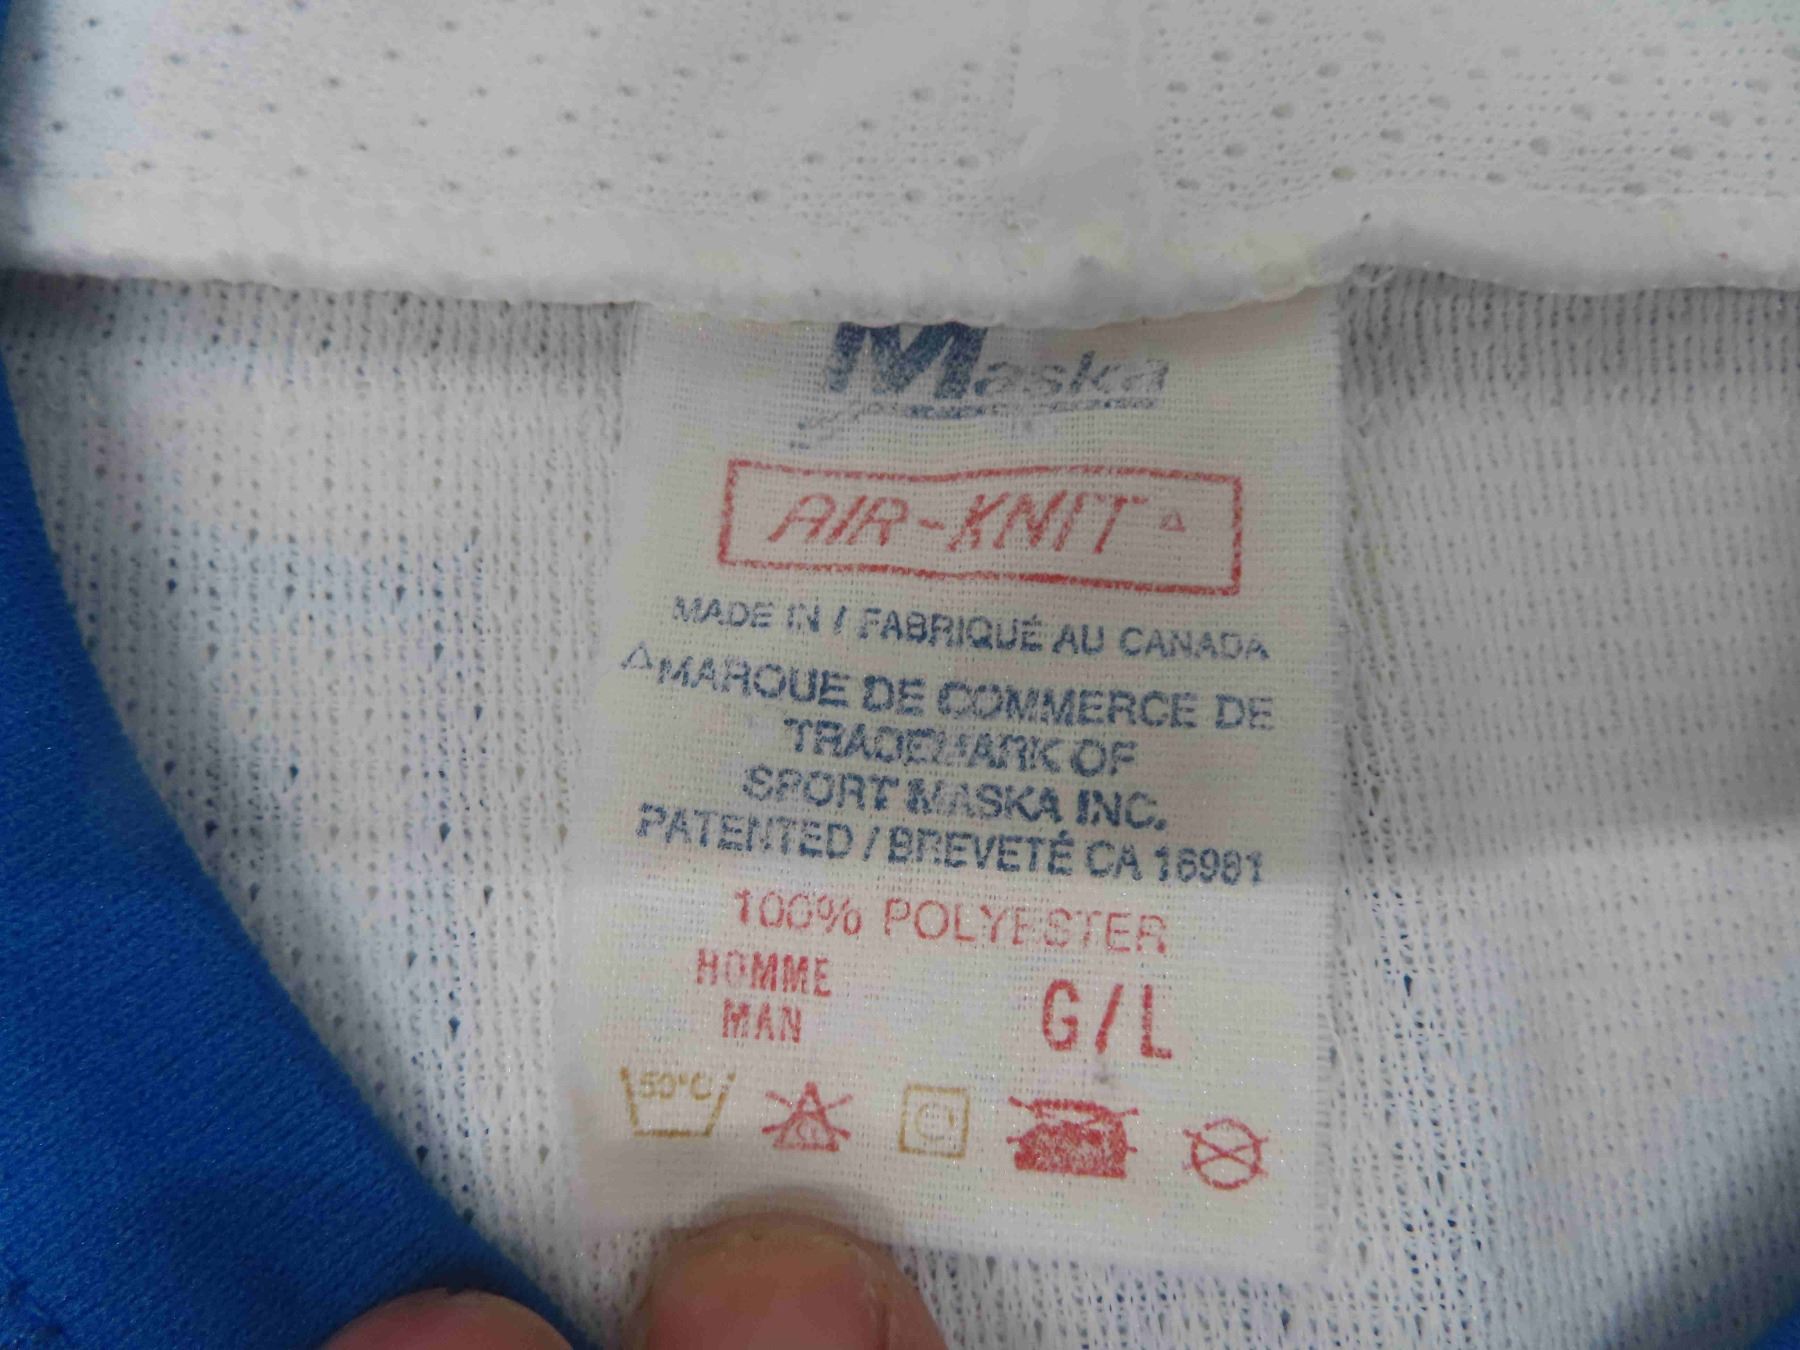 Maska
AIR-KNIT △
MADE IN / FABRIQUÉ AU CANADA
△MARQUE DE COMMERCE DE
TRADEMARK OF
SPORT MASKA INC.
PATENTED / BREVETÉ CA 16981
100% POLYESTER
HOMME
MAN
G/L
50°C